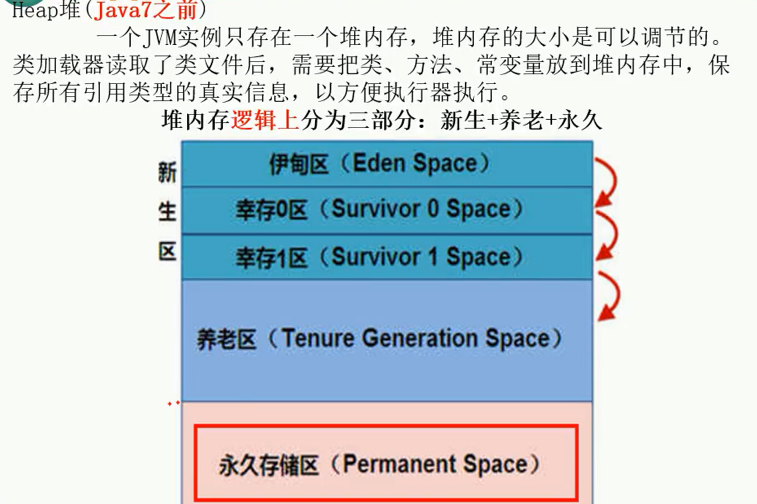 Heap堆(Java7之前)
一个JVM实例只存在一个堆内存，堆内存的大小是可以调节的。
类加载器读取了类文件后，需要把类、方法、常变量放到堆内存中，保
存所有引用类型的真实信息，以方便执行器执行。
堆内存逻辑上分为三部分：新生+养老+永久
新生区
伊甸区（Eden Space）
幸存0区（Survivor 0 Space）
幸存1区（Survivor 1 Space）
养老区（Tenure Generation Space）
永久存储区（Permanent Space）